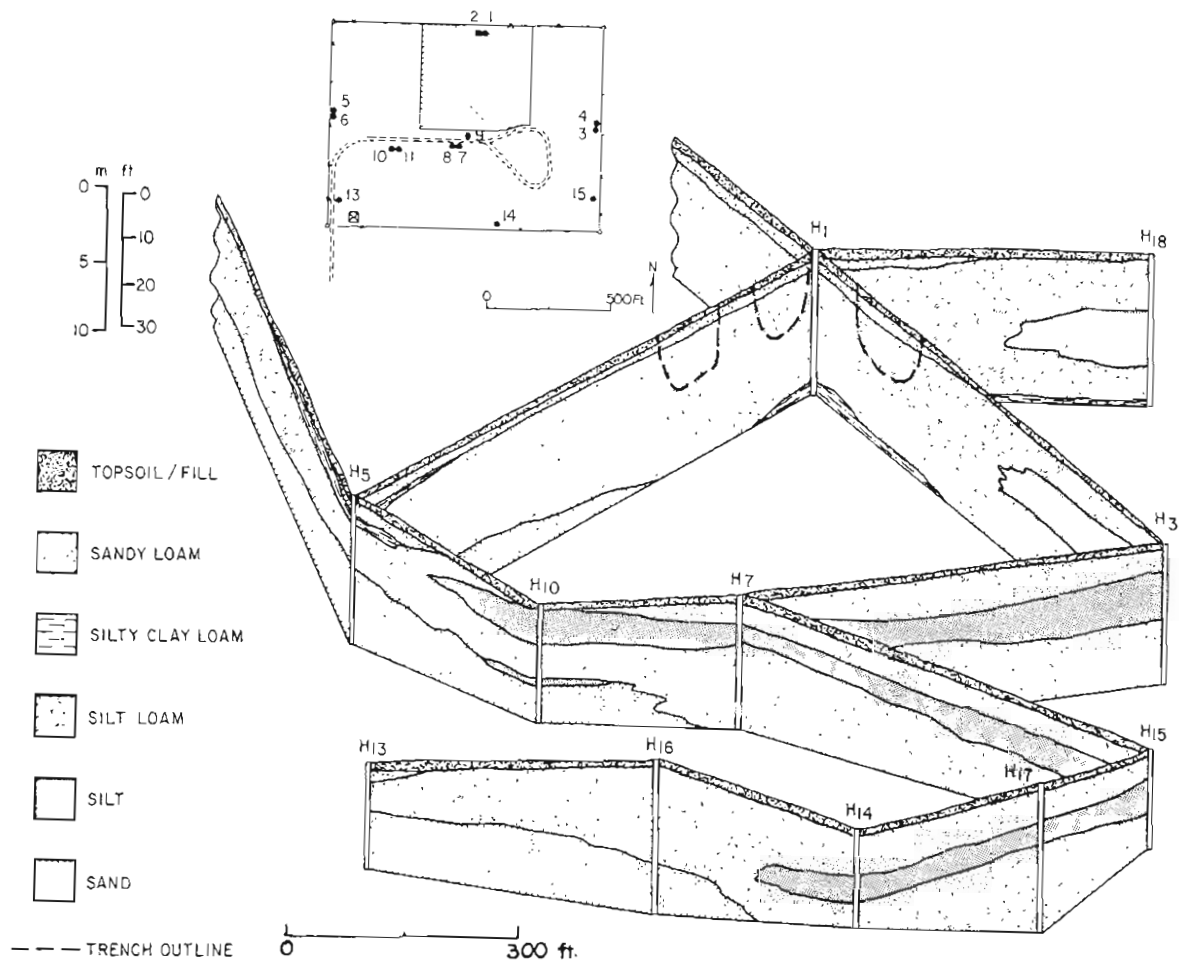 2 1
5
6
4
3
9
10 11
8 7
13
15
14
m ft
0 0
10
5
20
10 30
N
0 500 Ft
H1
H18
H5
H3
H10
H7
H13
H16
H15
H17
H14
TOPSOIL / FILL
SANDY LOAM
SILTY CLAY LOAM
SILT LOAM
SILT
SAND
TRENCH OUTLINE
0 300 ft.